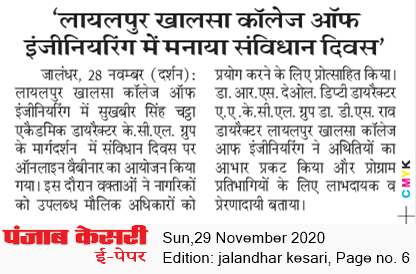 ‘लायलपुर खालसा कॉलेज ऑफ
इंजीनियरिंग में मनाया संविधान दिवस’
जालंधर, 28 नवम्बर (दर्शन):
लायलपुर खालसा कॉलेज ऑफ
इंजीनियरिंग में सुखबीर सिंह चट्ठा
एकैडमिक डायरैक्टर के.सी.एल. ग्रुप
के मार्गदर्शन में संविधान दिवस पर
ऑनलाइन वैबीनार का आयोजन किया
गया। इस दौरान वक्ताओं ने नागरिकों
को उपलब्ध मौलिक अधिकारों को
प्रयोग करने के लिए प्रोत्साहित किया।
डा. आर.एस. देओल. डिप्टी डायरैक्टर
ए.ए .के.सी.एल. ग्रुप डा. डी.एस. राव
डायरैक्टर लायलपुर खालसा कॉलेज
आफ इंजीनियरिंग ने अथितियों का
आभार प्रकट किया और प्रोग्राम
प्रतिभागियों के लिए लाभदायक व
प्रेरणादायी बताया।
CMYK
पंजाब केसरी
ई-पेपर
Sun,29 November 2020
Edition: jalandhar kesari, Page no. 6